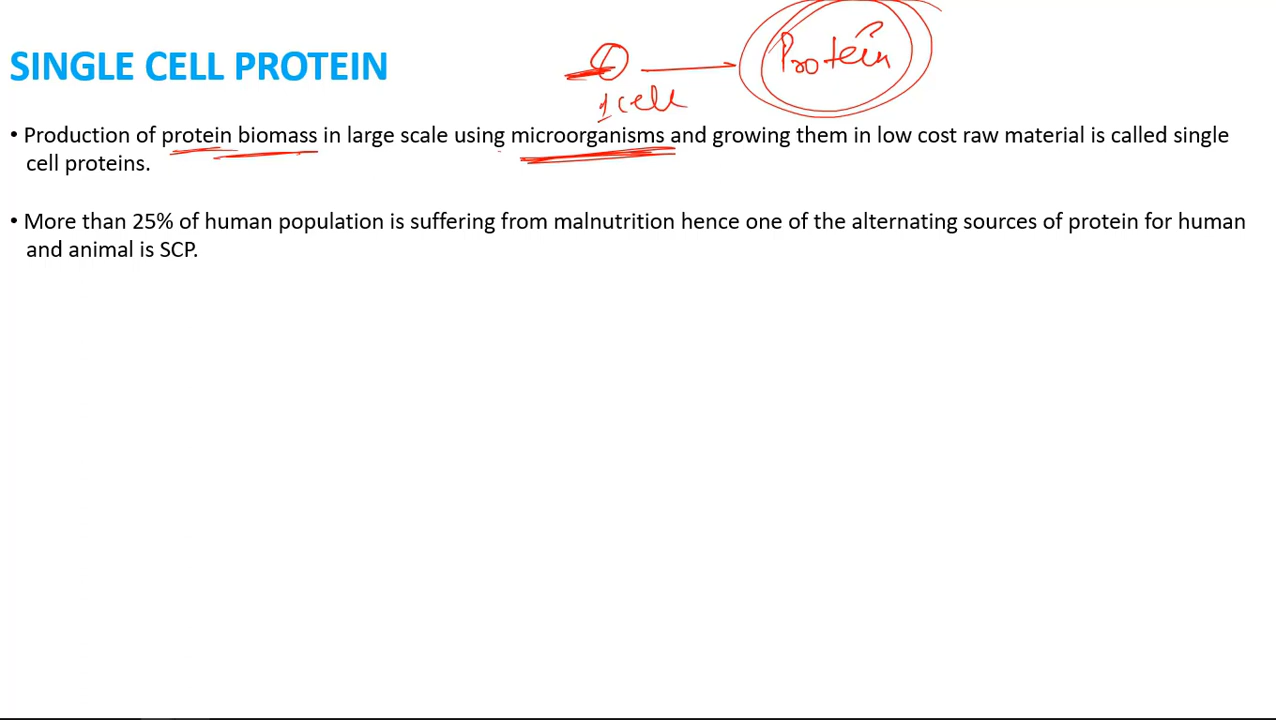 SINGLE CELL PROTEIN
1 cell
Protein
• Production of protein biomass in large scale using microorganisms and growing them in low cost raw material is called single
cell proteins.
• More than 25% of human population is suffering from malnutrition hence one of the alternating sources of protein for human
and animal is SCP.